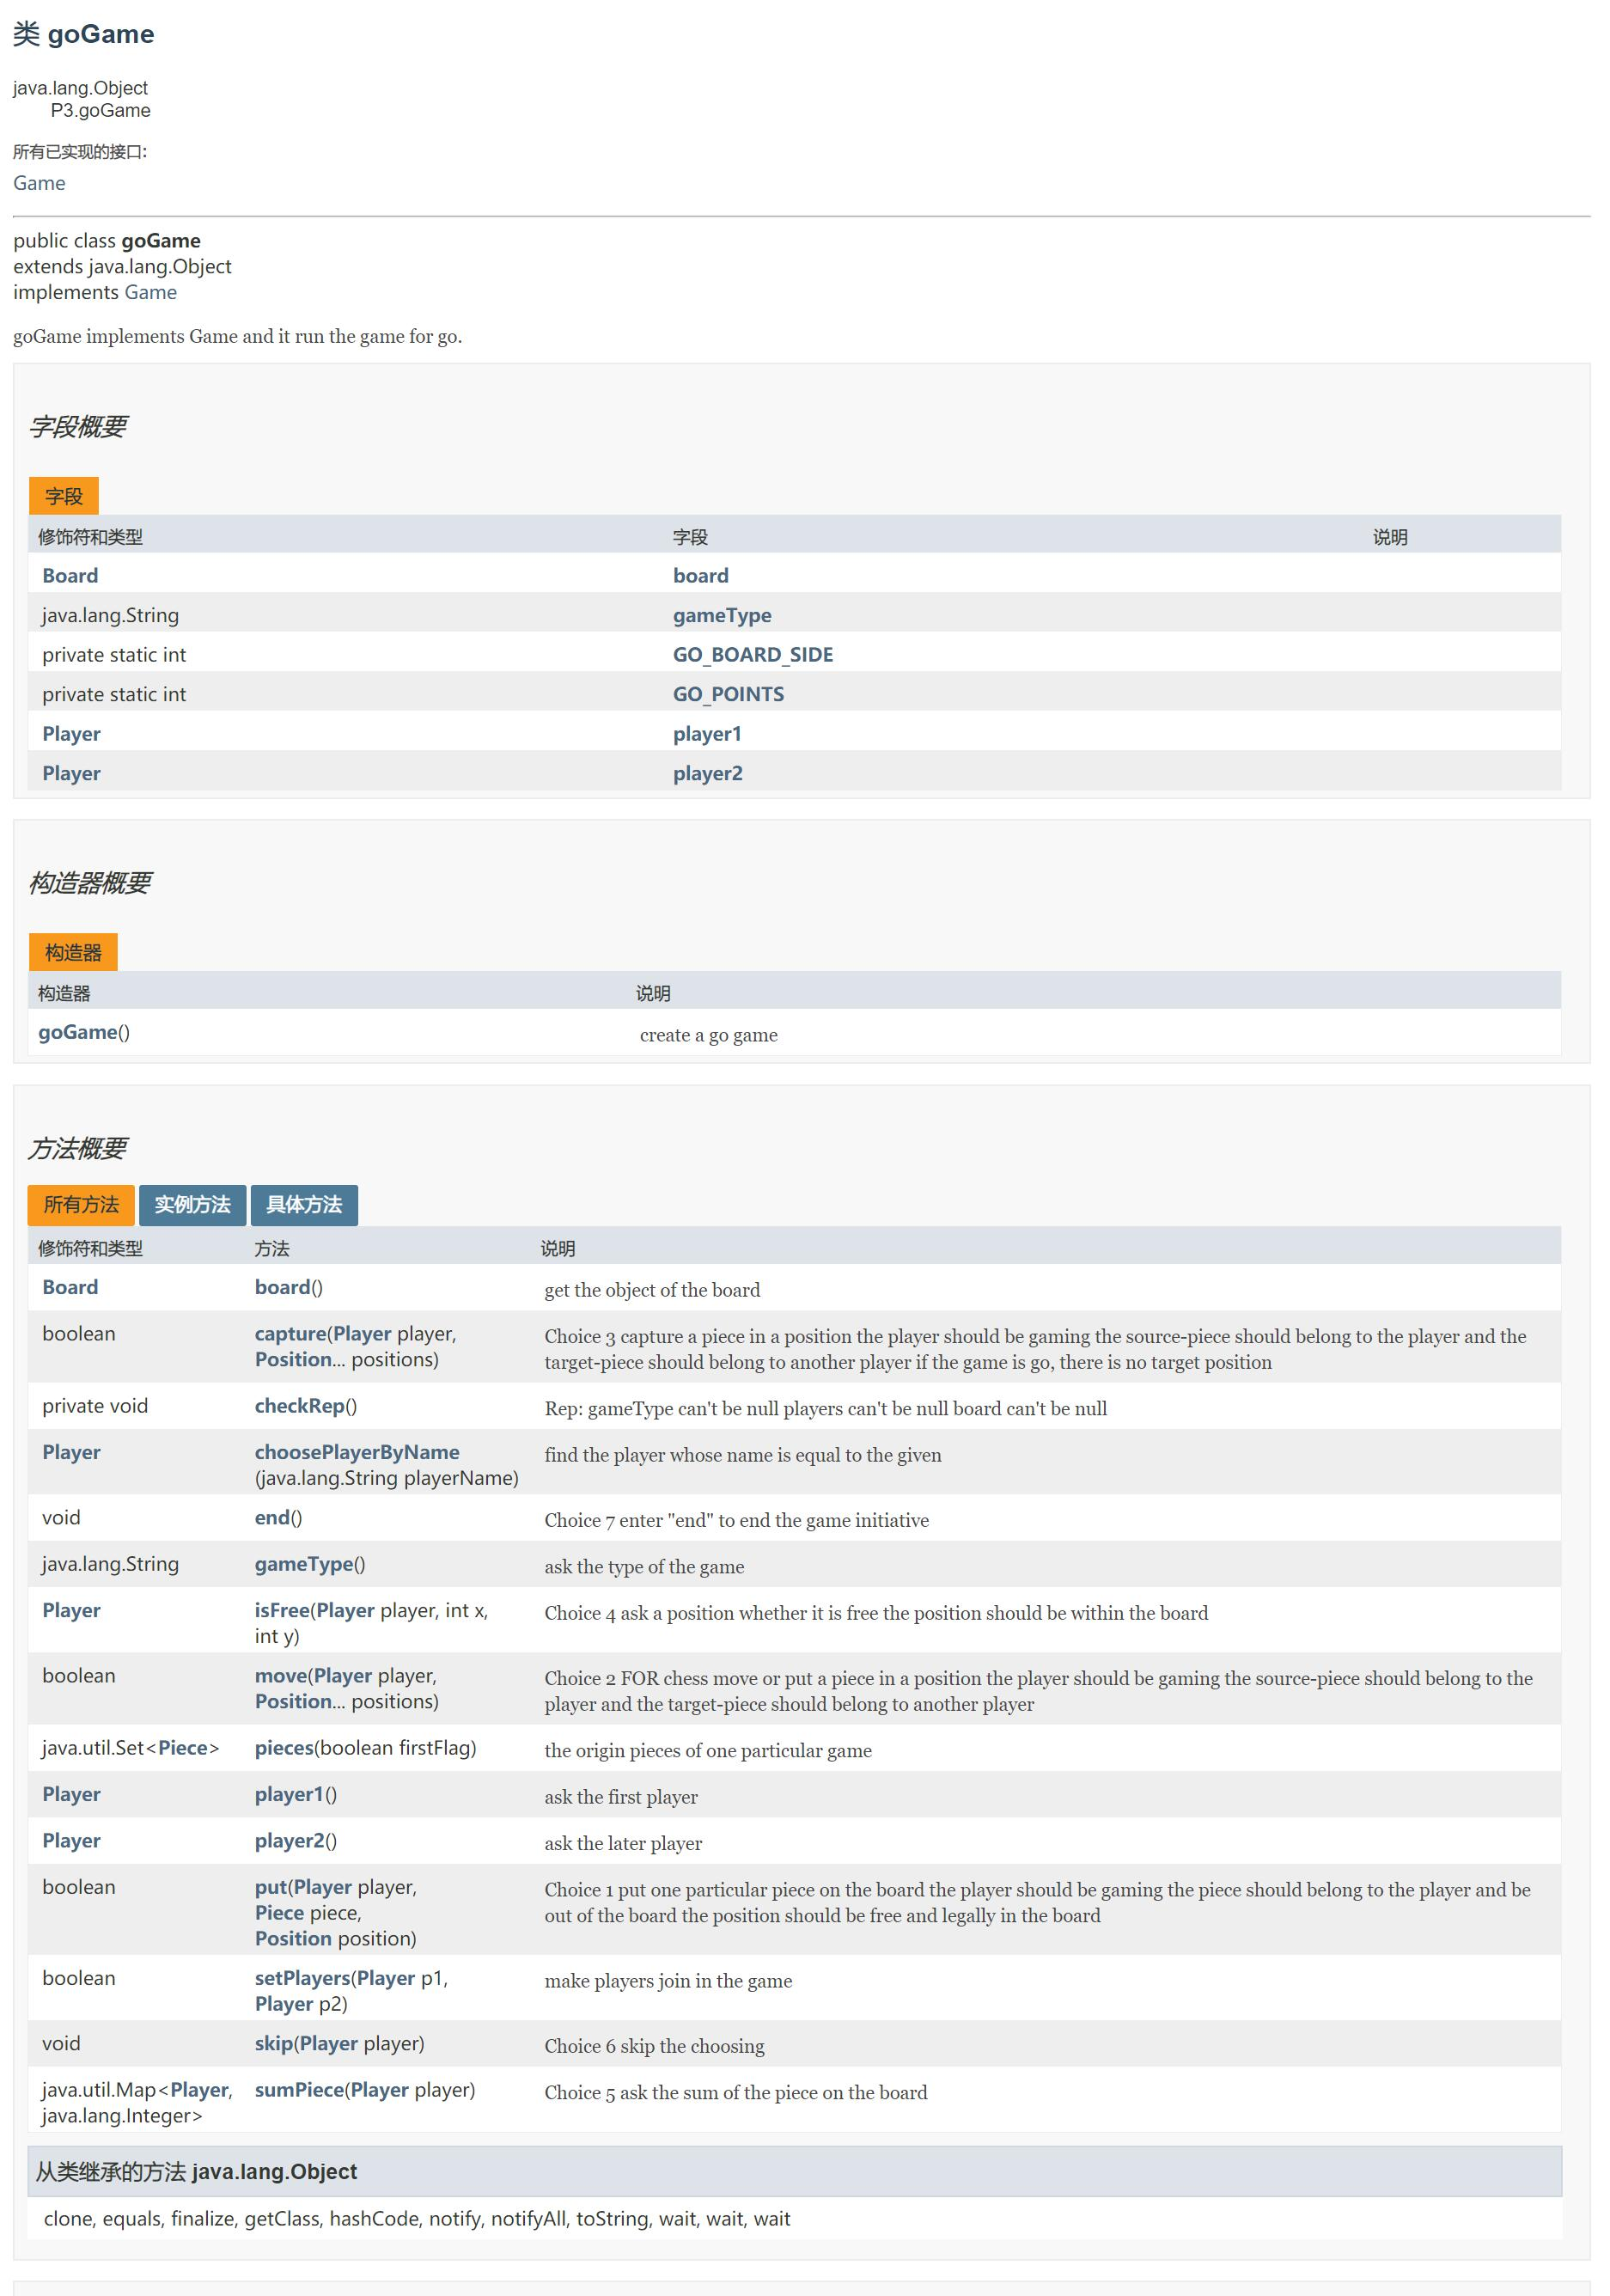 类 goGame
java.lang.Object
P3.goGame
所有已实现的接口:
Game
public class goGame
extends java.lang.Object
implements Game
goGame implements Game and it run the game for go.
字段概要
字段
修饰符和类型 字段 说明
Board board
java.lang.String gameType
private static int GO_BOARD_SIDE
private static int GO_POINTS
Player player1
Player player2
构造器概要
构造器
构造器 说明
goGame() create a go game
方法概要
所有方法 实例方法 具体方法
修饰符和类型 方法 说明
Board board() get the object of the board
boolean capture(Player player, Choice 3 capture a piece in a position the player should be gaming the source-piece should belong to the player and the
Position... positions) target-piece should belong to another player if the game is go, there is no target position
private void checkRep() Rep: gameType can't be null players can't be null board can't be null
Player choosePlayerByName find the player whose name is equal to the given
(java.lang.String playerName)
void end() Choice 7 enter "end" to end the game initiative
java.lang.String gameType() ask the type of the game
Player isFree(Player player, int x, Choice 4 ask a position whether it is free the position should be within the board
int y)
boolean move(Player player, Choice 2 FOR chess move or put a piece in a position the player should be gaming the source-piece should belong to the
Position... positions) player and the target-piece should belong to another player
java.util.Set<Piece> pieces(boolean firstFlag) the origin pieces of one particular game
Player player1() ask the first player
Player player2() ask the later player
boolean put(Player player, Choice 1 put one particular piece on the board the player should be gaming the piece should belong to the player and be
Piece piece, out of the board the position should be free and legally in the board
Position position)
boolean setPlayers(Player p1, make players join in the game
Player p2)
void skip(Player player) Choice 6 skip the choosing
java.util.Map<Player, sumPiece(Player player) Choice 5 ask the sum of the piece on the board
java.lang.Integer>
从类继承的方法 java.lang.Object
clone, equals, finalize, getClass, hashCode, notify, notifyAll, toString, wait, wait, wait